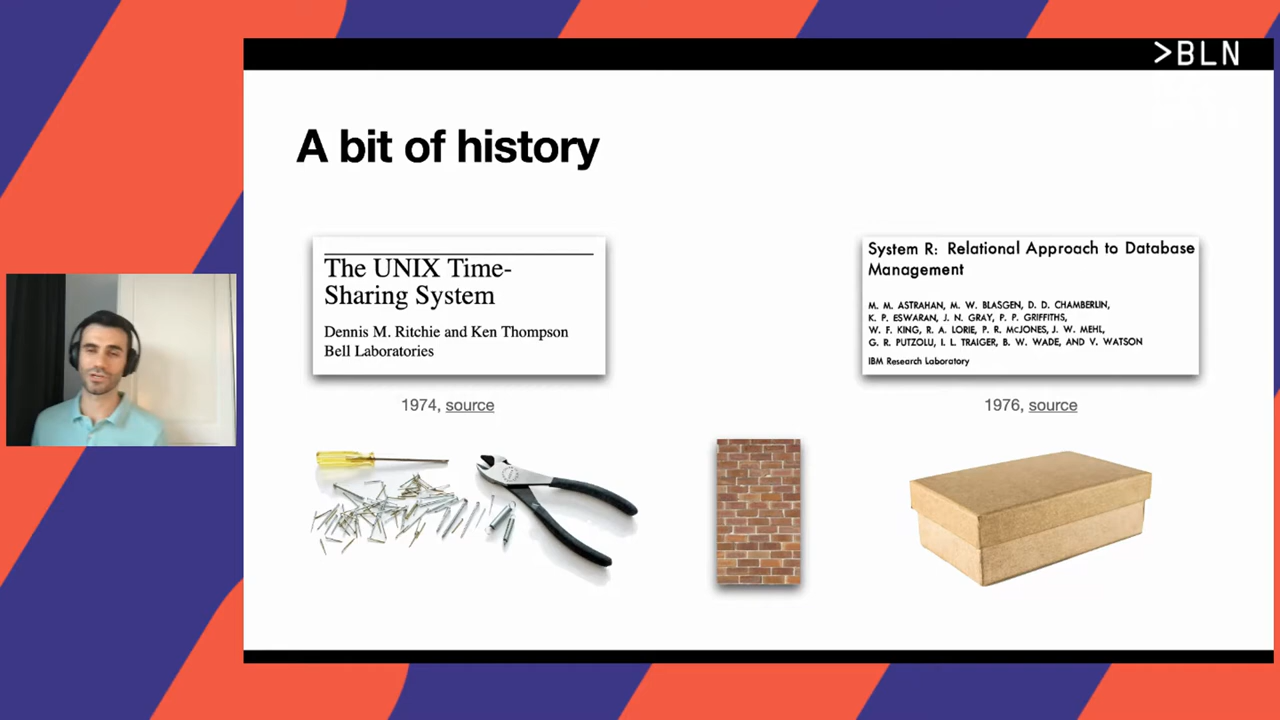 >BLN
A bit of history
The UNIX Time-
Sharing System
Dennis M. Ritchie and Ken Thompson
Bell Laboratories
1974, source
System R: Relational Approach to Database
Management
M. M. ASTRAHAN, M. W. BLASGEN, D. D. CHAMBERLIN,
K. P. ESWARAN, J. N. GRAY, P. P. GRIFFITHS,
W. F. KING, R. A. LORIE, P. R. McJONES, J. W. MEHL,
G. R. PUTZOLU, I. L. TRAIGER, B. W. WADE, AND V. WATSON
IBM Research Laboratory
1976, source